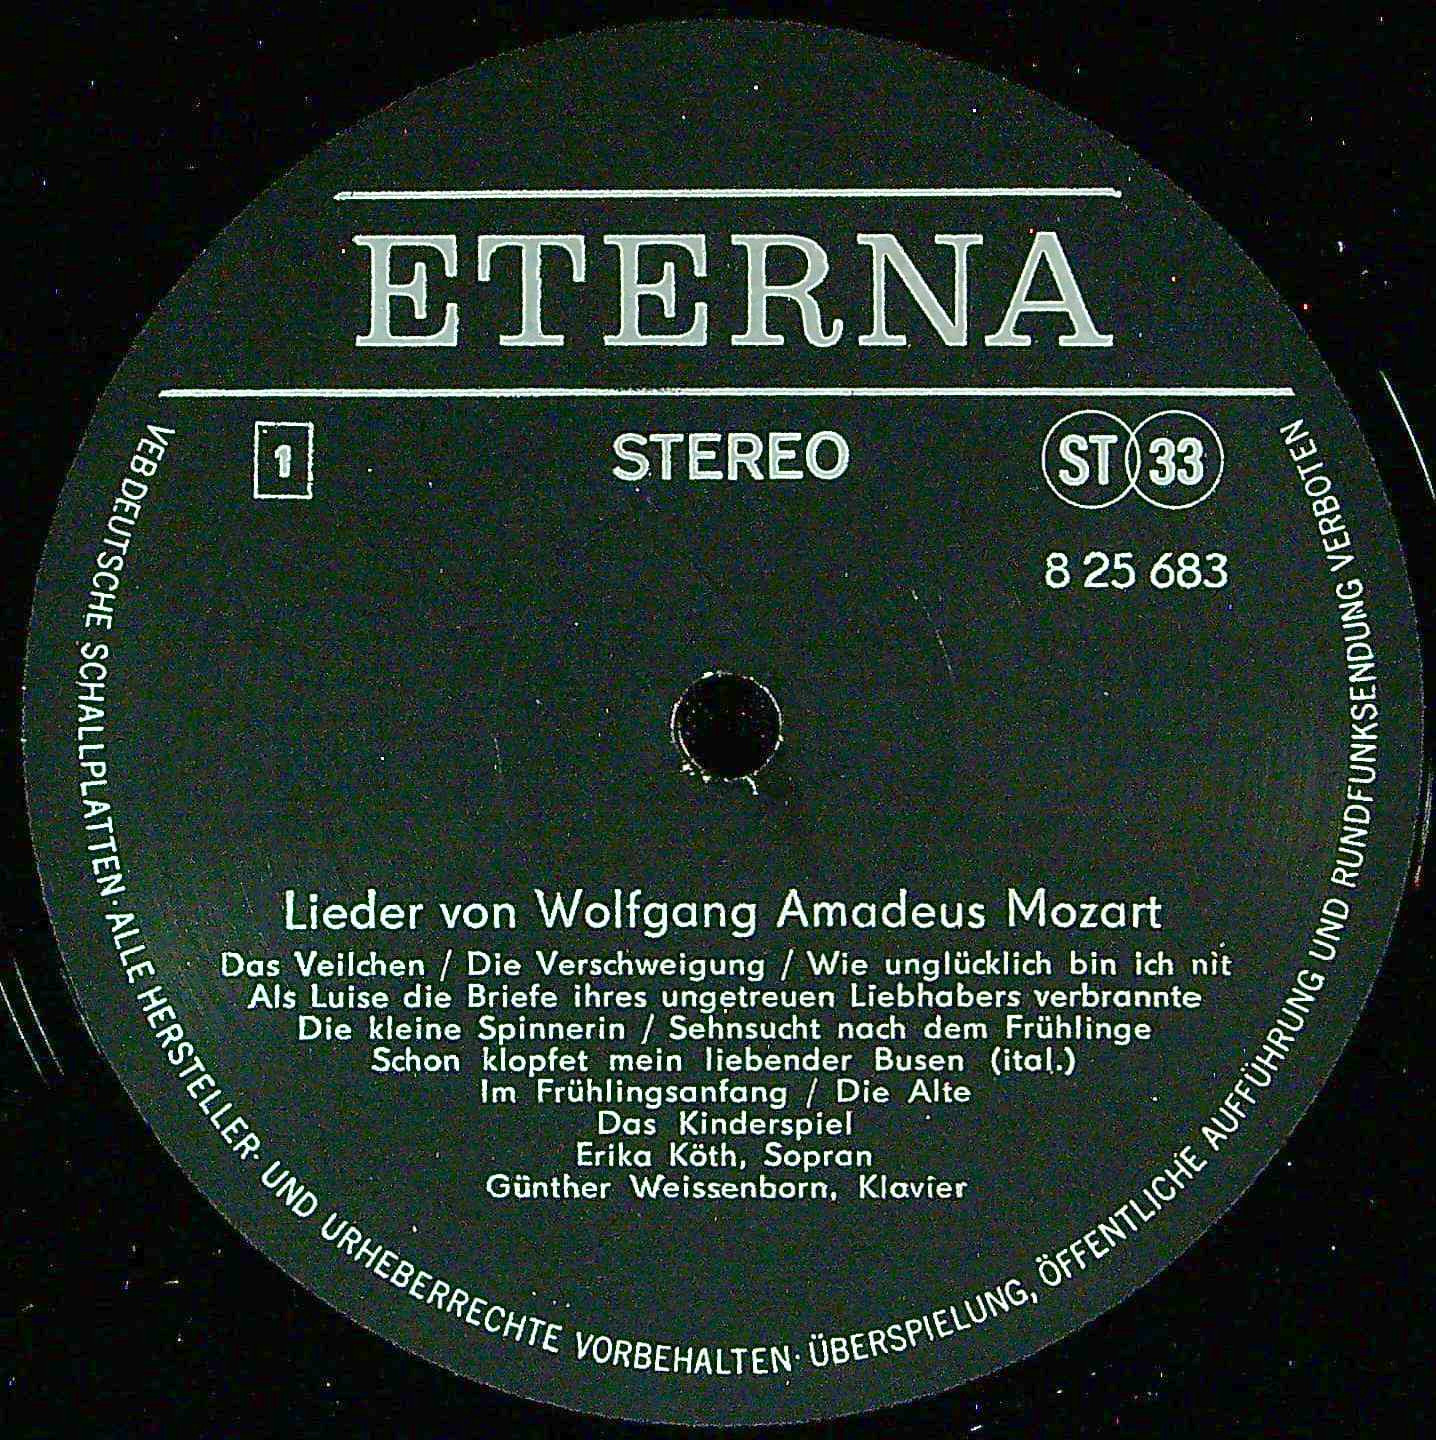 ETERNA
1
STEREO
ST 33
8 25 683
Lieder von Wolfgang Amadeus Mozart
Das Veilchen / Die Verschweigung / Wie unglücklich bin ich nit
Als Luise die Briefe ihres ungetreuen Liebhabers verbrannte
Die kleine Spinnerin / Sehnsucht nach dem Frühlinge
Schon klopfet mein liebender Busen (ital.)
Im Frühlingsanfang / Die Alte
Das Kinderspiel
Erika Köth, Sopran
Günther Weissenborn, Klavier
VEB DEUTSCHE SCHALLPLATTEN · ALLE HERSTELLER- UND URHEBERRECHTE VORBEHALTEN · ÜBERSPIELUNG, ÖFFENTLICHE AUFFÜHRUNG UND RUNDFUNKSENDUNG VERBOTEN